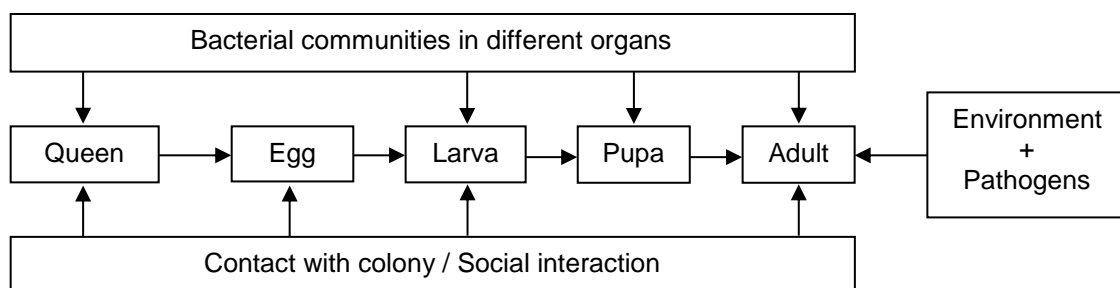 Bacterial communities in different organs
Queen
Egg
Larva
Pupa
Adult
Environment
+
Pathogens
Contact with colony / Social interaction